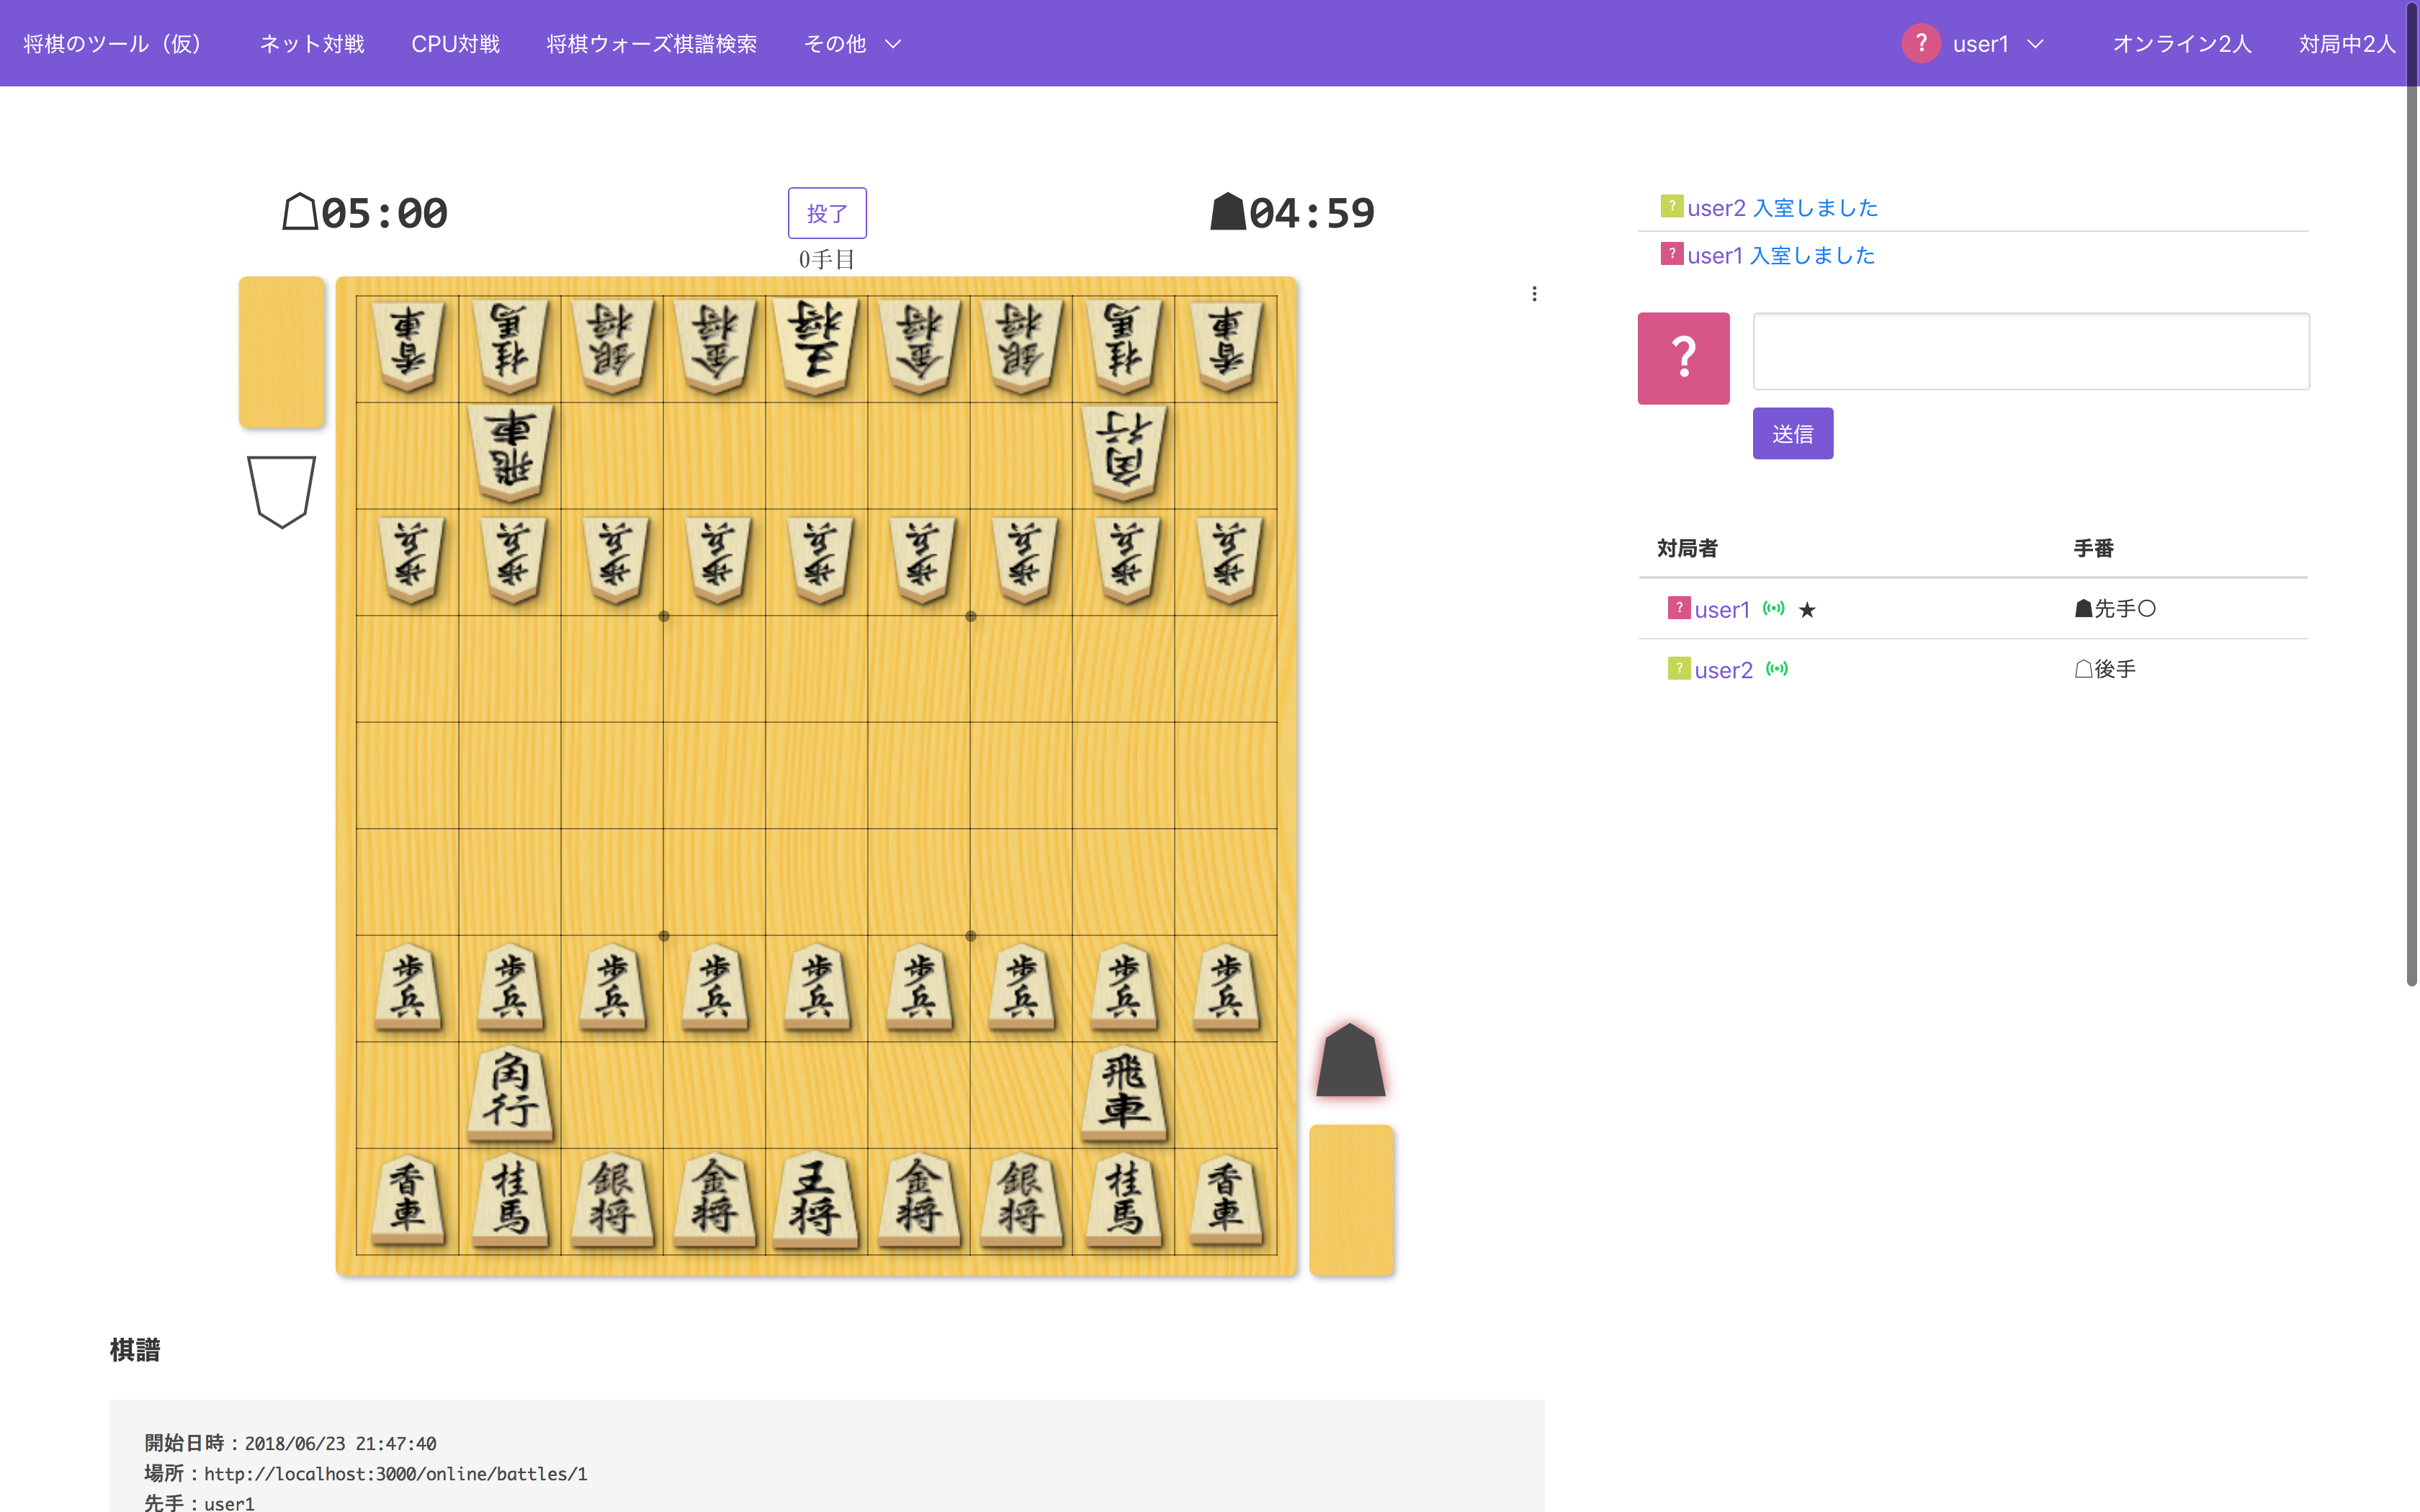 将棋のツール（仮） ネット対戦 CPU対戦 将棋ウォーズ棋譜検索 その他 ? user1 オンライン2人 対局中2人
☖05:00 投了 ☗04:59
0手目
香車 桂馬 銀将 金将 王将 金将 銀将 桂馬 香車
飛車 角行
歩兵 歩兵 歩兵 歩兵 歩兵 歩兵 歩兵 歩兵 歩兵
歩兵 歩兵 歩兵 歩兵 歩兵 歩兵 歩兵 歩兵 歩兵
角行 飛車
香車 桂馬 銀将 金将 王将 金将 銀将 桂馬 香車
? user2 入室しました
? user1 入室しました
?
送信
対局者 手番
? user1 ★ ☗先手○
? user2 ☖後手
棋譜
開始日時：2018/06/23 21:47:40
場所：http://localhost:3000/online/battles/1
先手：user1